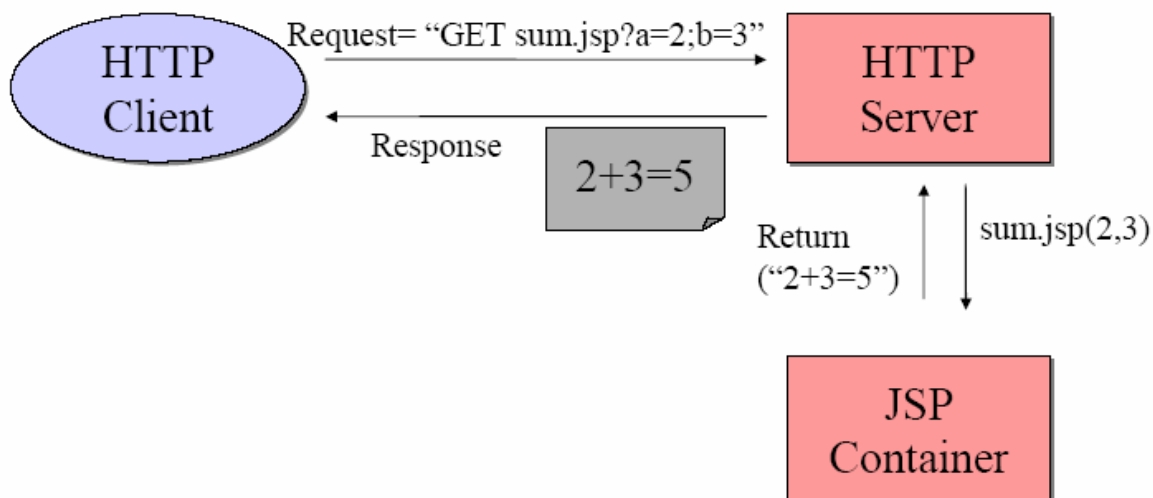 HTTP
Client
Request= “GET sum.jsp?a=2;b=3”
HTTP
Server
Response
2+3=5
Return
(“2+3=5”)
sum.jsp(2,3)
JSP
Container